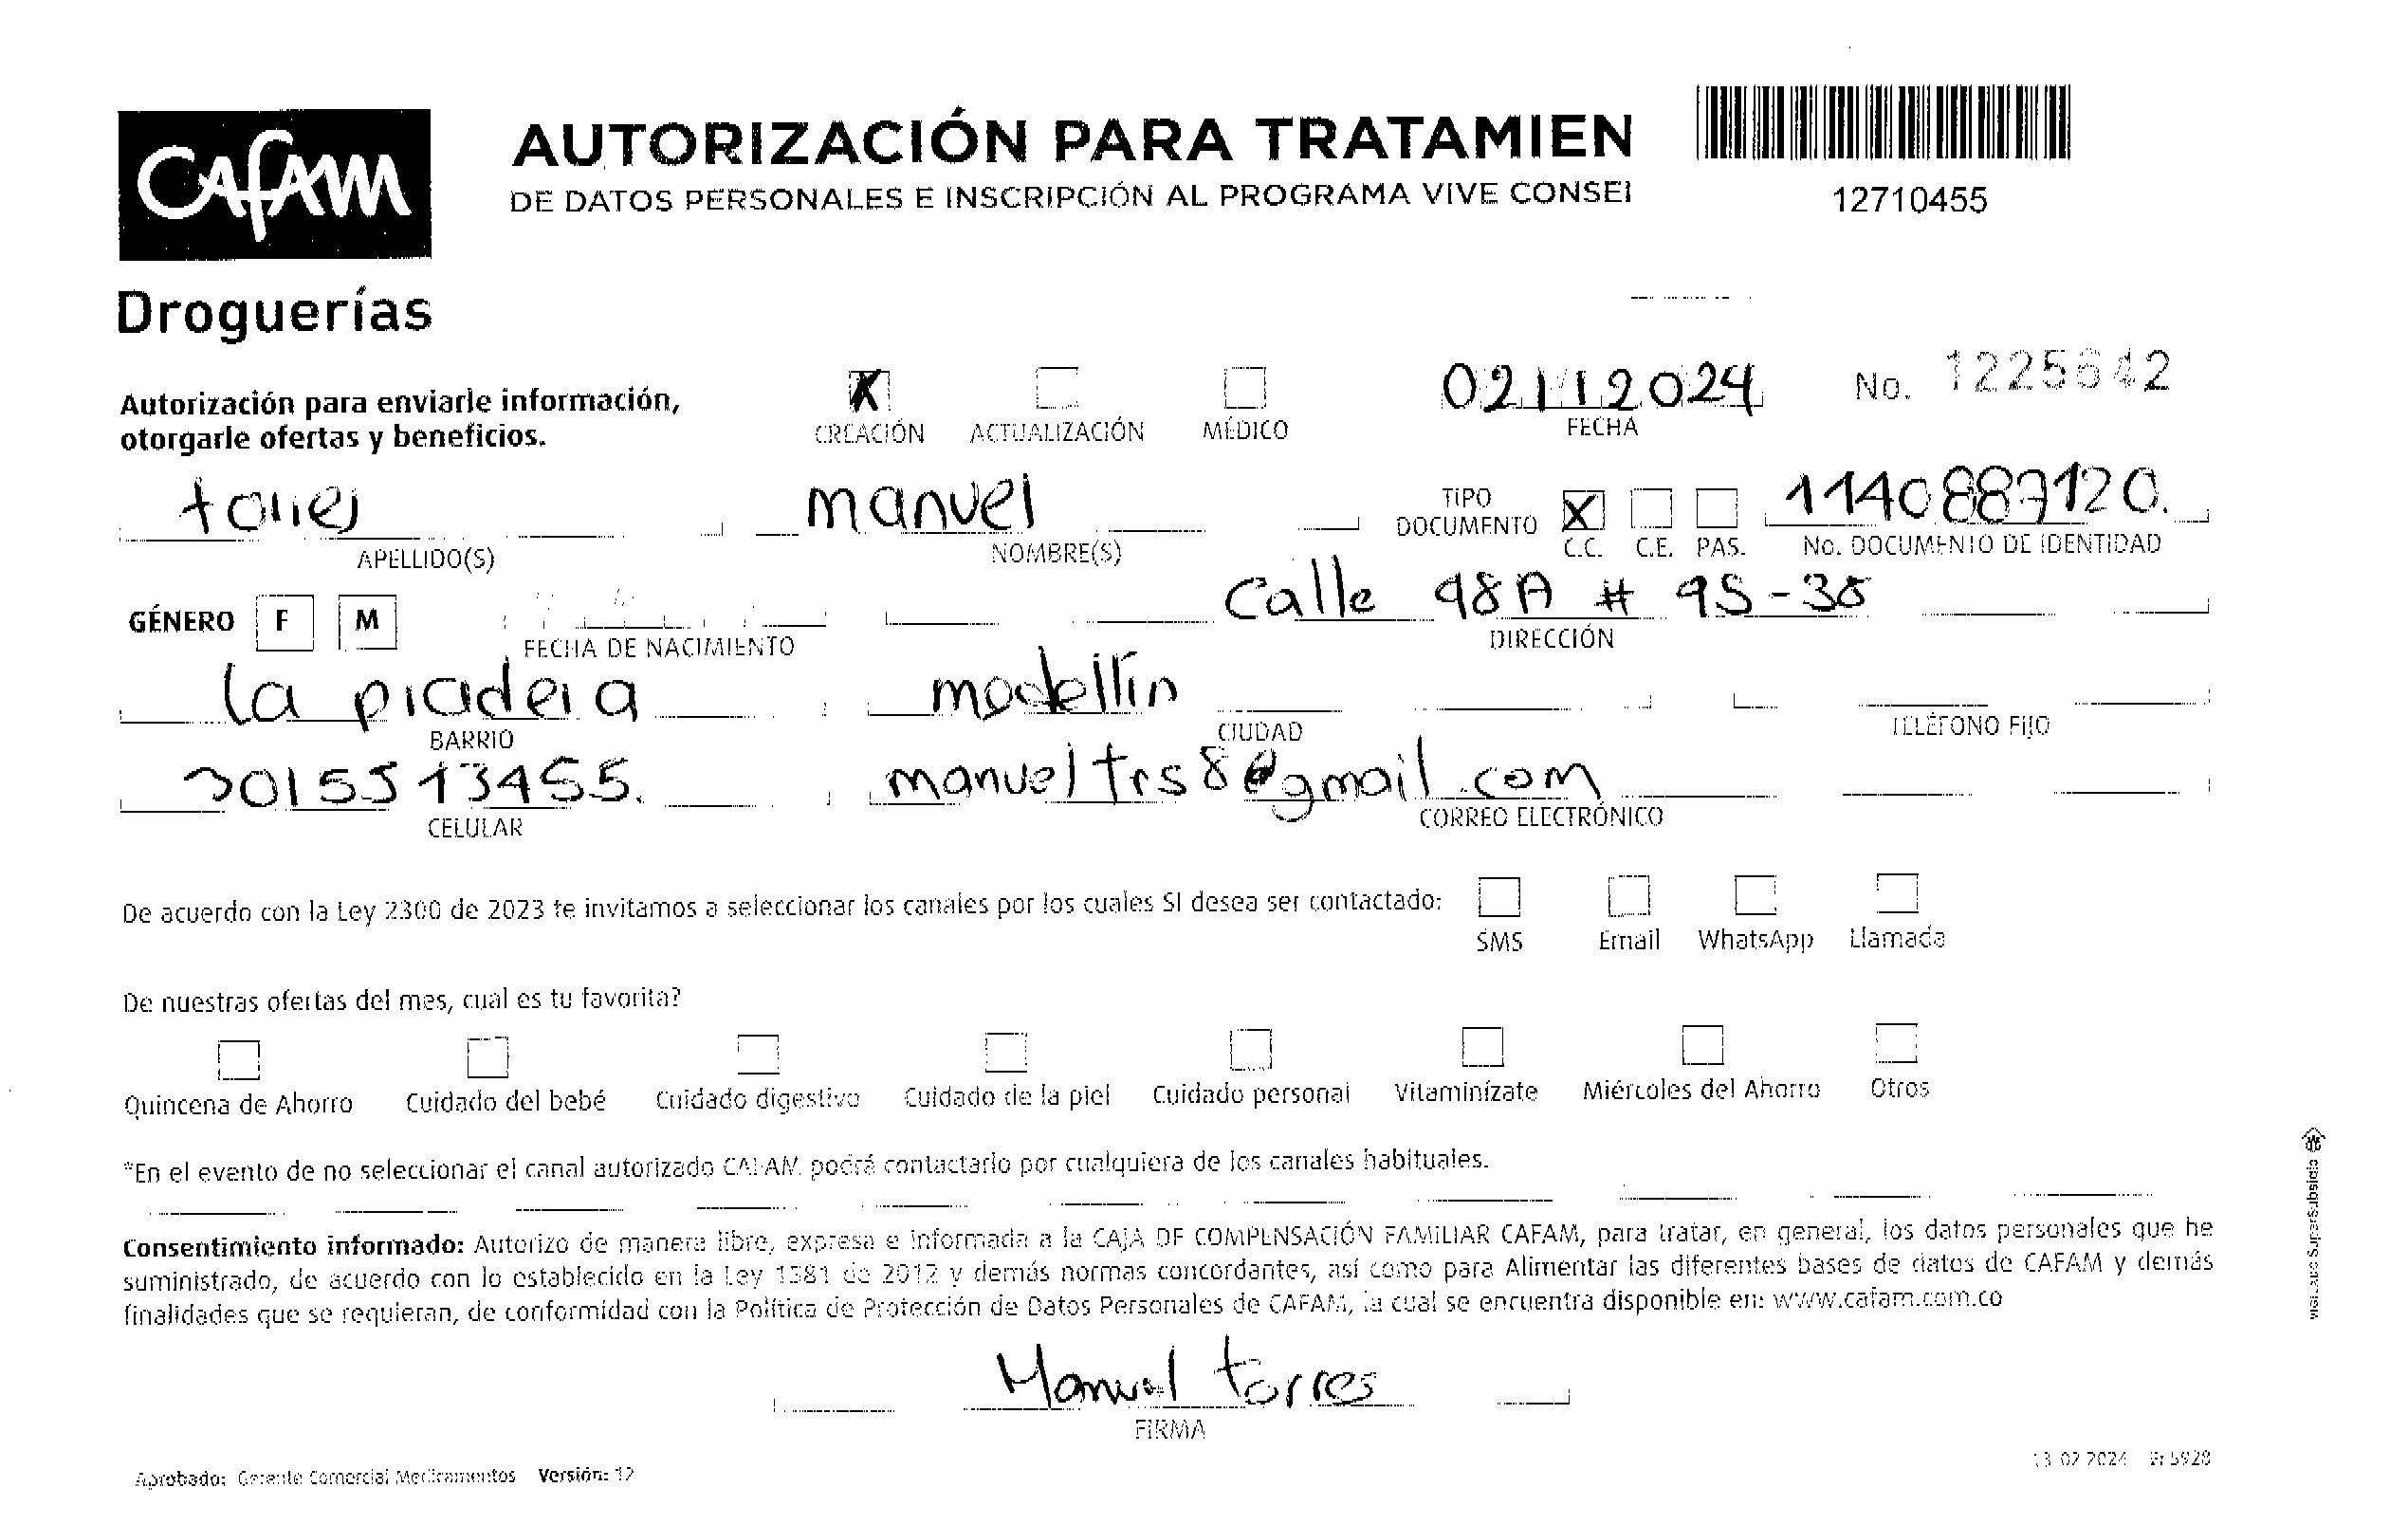 CAFAM
Droguerías
AUTORIZACIÓN PARA TRATAMIEN
DE DATOS PERSONALES E INSCRIPCIÓN AL PROGRAMA VIVE CONSEI
12710455
Autorización para enviarle información,
otorgarle ofertas y beneficios.
X
CREACIÓN ACTUALIZACIÓN MÉDICO
02112024
FECHA
No. 1225642
torres manuel
APELLIDO(S) NOMBRE(S)
TIPO DOCUMENTO X C.C. C.E. PAS.
1140887120.
No. DOCUMENTO DE IDENTIDAD
GÉNERO F M
FECHA DE NACIMIENTO
Calle 98A # 95-38
DIRECCIÓN
la pradera medellín
BARRIO CIUDAD TELÉFONO FIJO
3015513455. manueltrs8@gmail.com
CELULAR CORREO ELECTRÓNICO
De acuerdo con la Ley 2300 de 2023 te invitamos a seleccionar los canales por los cuales SI desea ser contactado:
SMS Email WhatsApp Llamada
De nuestras ofertas del mes, cual es tu favorita?
Quincena de Ahorro Cuidado del bebé Cuidado digestivo Cuidado de la piel Cuidado personal Vitaminízate Miércoles del Ahorro Otros
*En el evento de no seleccionar el canal autorizado CAFAM podrá contactarlo por cualquiera de los canales habituales.
Consentimiento informado: Autorizo de manera libre, expresa e informada a la CAJA DE COMPENSACIÓN FAMILIAR CAFAM, para tratar, en general, los datos personales que he
suministrado, de acuerdo con lo establecido en la Ley 1581 de 2012 y demás normas concordantes, así como para Alimentar las diferentes bases de datos de CAFAM y demás
finalidades que se requieran, de conformidad con la Política de Protección de Datos Personales de CAFAM, la cual se encuentra disponible en: www.cafam.com.co
Manuel torres
FIRMA
Aprobado: Gerente Comercial Medicamentos Versión: 12
13 02 2024 Fr 5928
VIGILADO SuperSubsidio